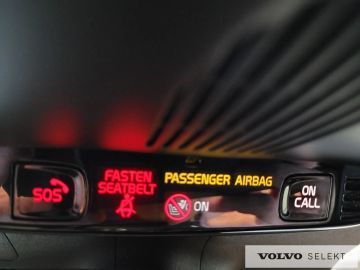 FASTEN
SEATBELT
PASSENGER AIRBAG
SOS
ON
ON
CALL
VOLVO SELEKT